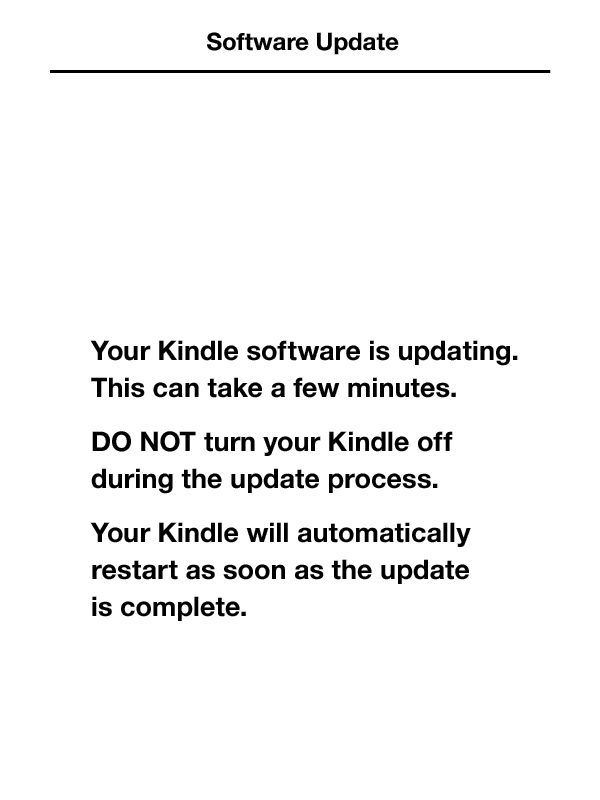 Software Update
Your Kindle software is updating.
This can take a few minutes.
DO NOT turn your Kindle off
during the update process.
Your Kindle will automatically
restart as soon as the update
is complete.